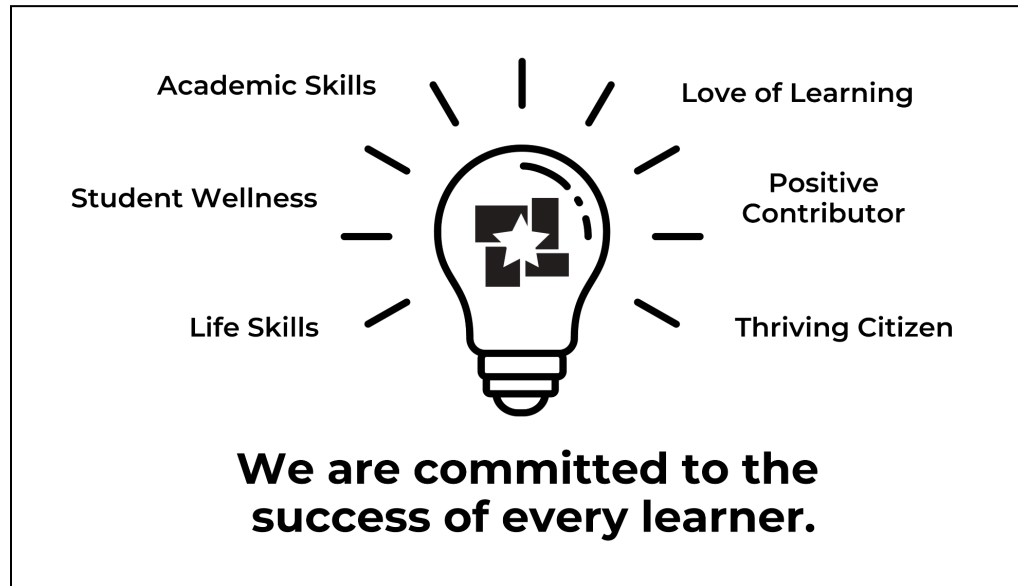 Academic Skills
Love of Learning
Student Wellness
Positive
Contributor
Life Skills
Thriving Citizen
We are committed to the
success of every learner.